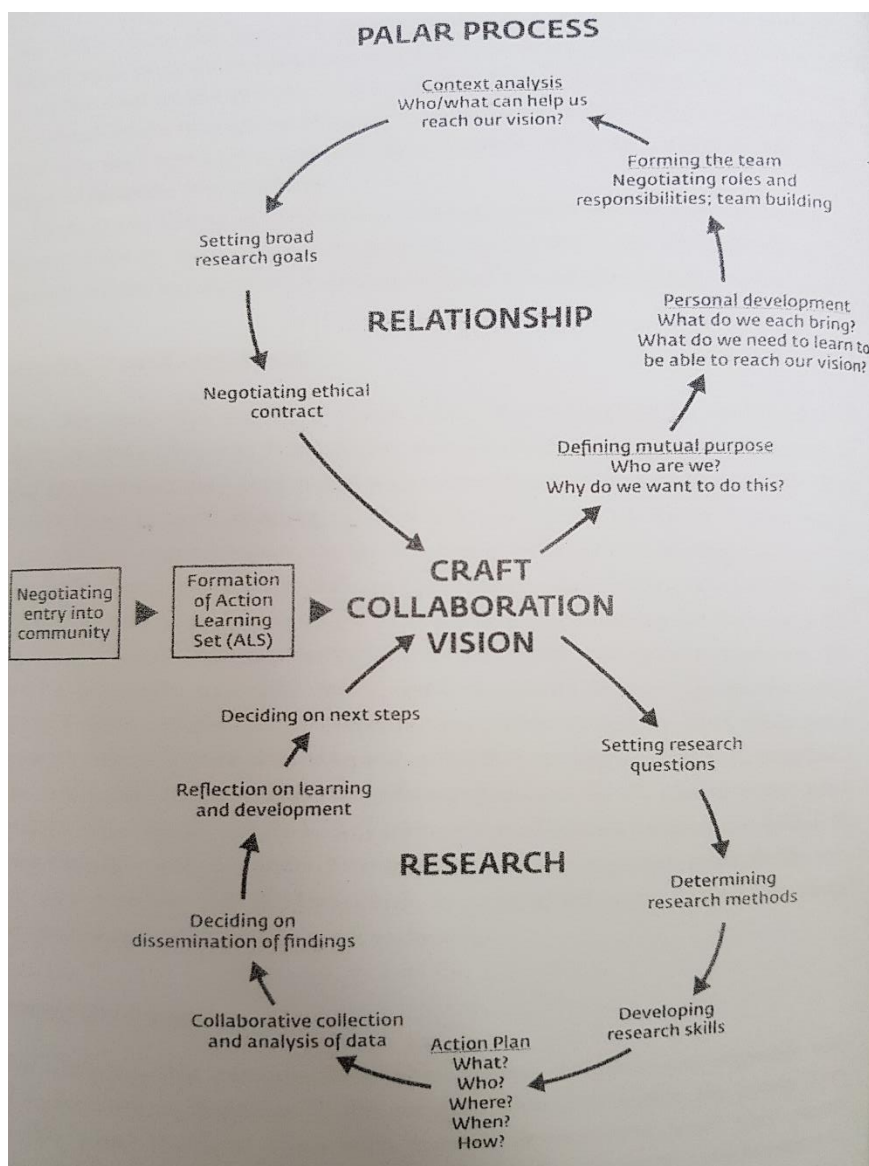 PALAR PROCESS
Context analysis
Who/what can help us
reach our vision?
Forming the team
Negotiating roles and
responsibilities; team building
Setting broad
research goals
Personal development
What do we each bring?
What do we need to learn to
be able to reach our vision?
RELATIONSHIP
Negotiating ethical
contract
Defining mutual purpose
Who are we?
Why do we want to do this?
Negotiating
entry into
community
Formation
of Action
Learning
Set (ALS)
CRAFT
COLLABORATION
VISION
Deciding on next steps
Setting research
questions
Reflection on learning
and development
RESEARCH
Determining
research methods
Deciding on
dissemination of findings
Developing
research skills
Collaborative collection
and analysis of data
Action Plan
What?
Who?
Where?
When?
How?